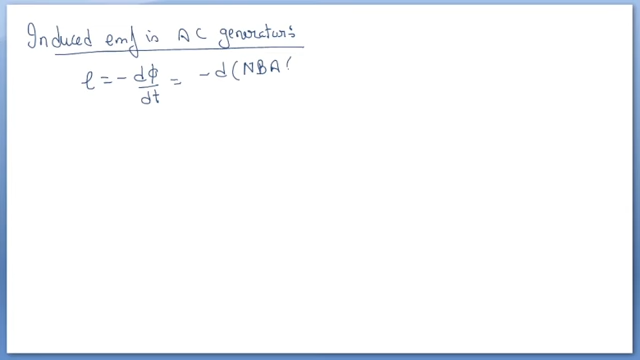 Induced emf is AC generators
e = - dφ/dt = - d(NBA(